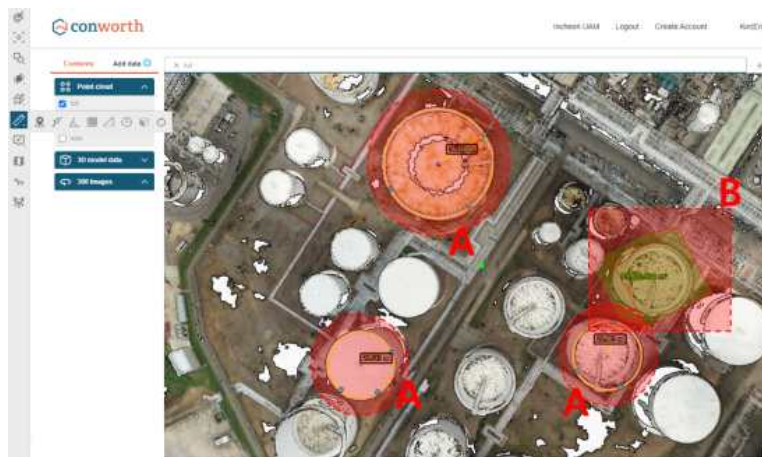 conworth
Incheon UAM
Logout
Create Account
Contents
Add data
Point cloud
3D model data
360 Images
B
A
A
A